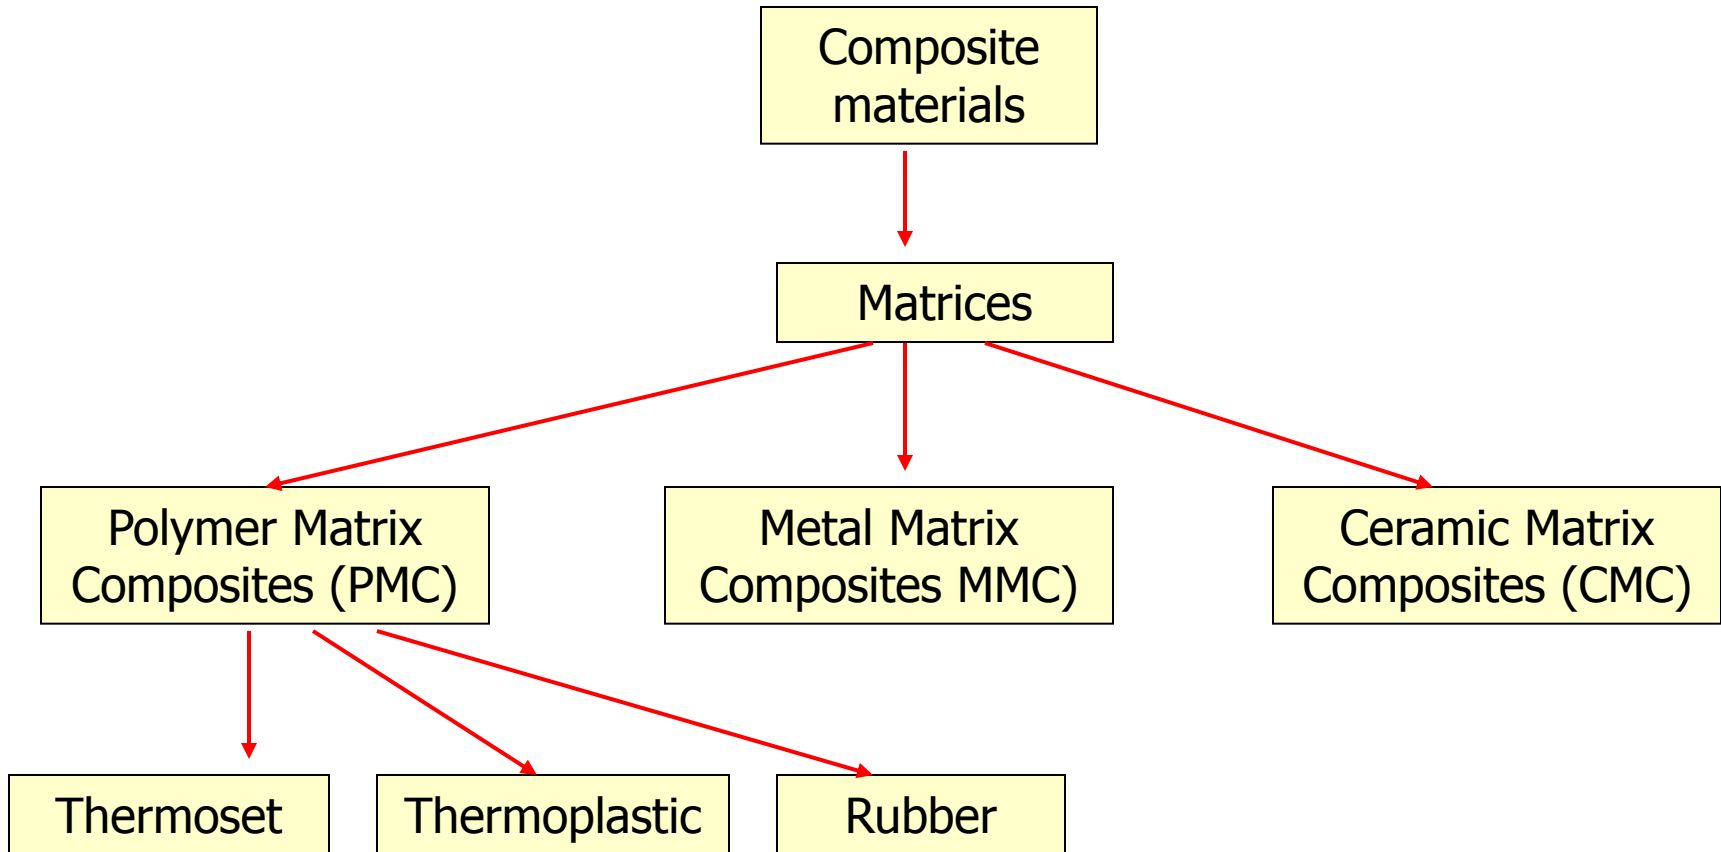 Composite
materials
Matrices
Polymer Matrix
Composites (PMC)
Metal Matrix
Composites MMC)
Ceramic Matrix
Composites (CMC)
Thermoset
Thermoplastic
Rubber